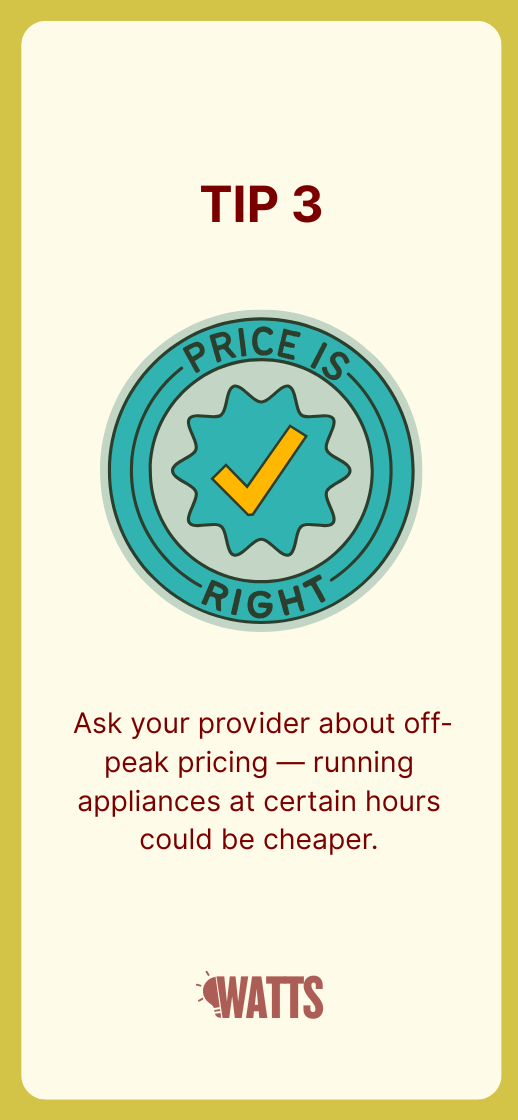 TIP 3
PRICE IS
RIGHT
Ask your provider about off-
peak pricing — running
appliances at certain hours
could be cheaper.
WATTS